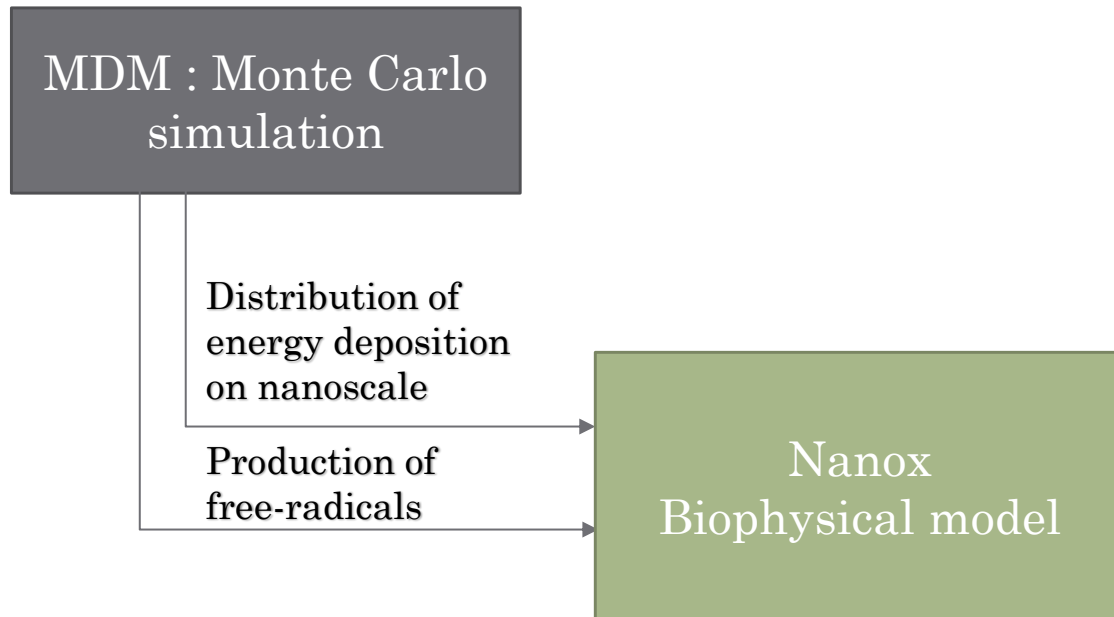 MDM : Monte Carlo
simulation
Distribution of
energy deposition
on nanoscale
Production of
free-radicals
Nanox
Biophysical model